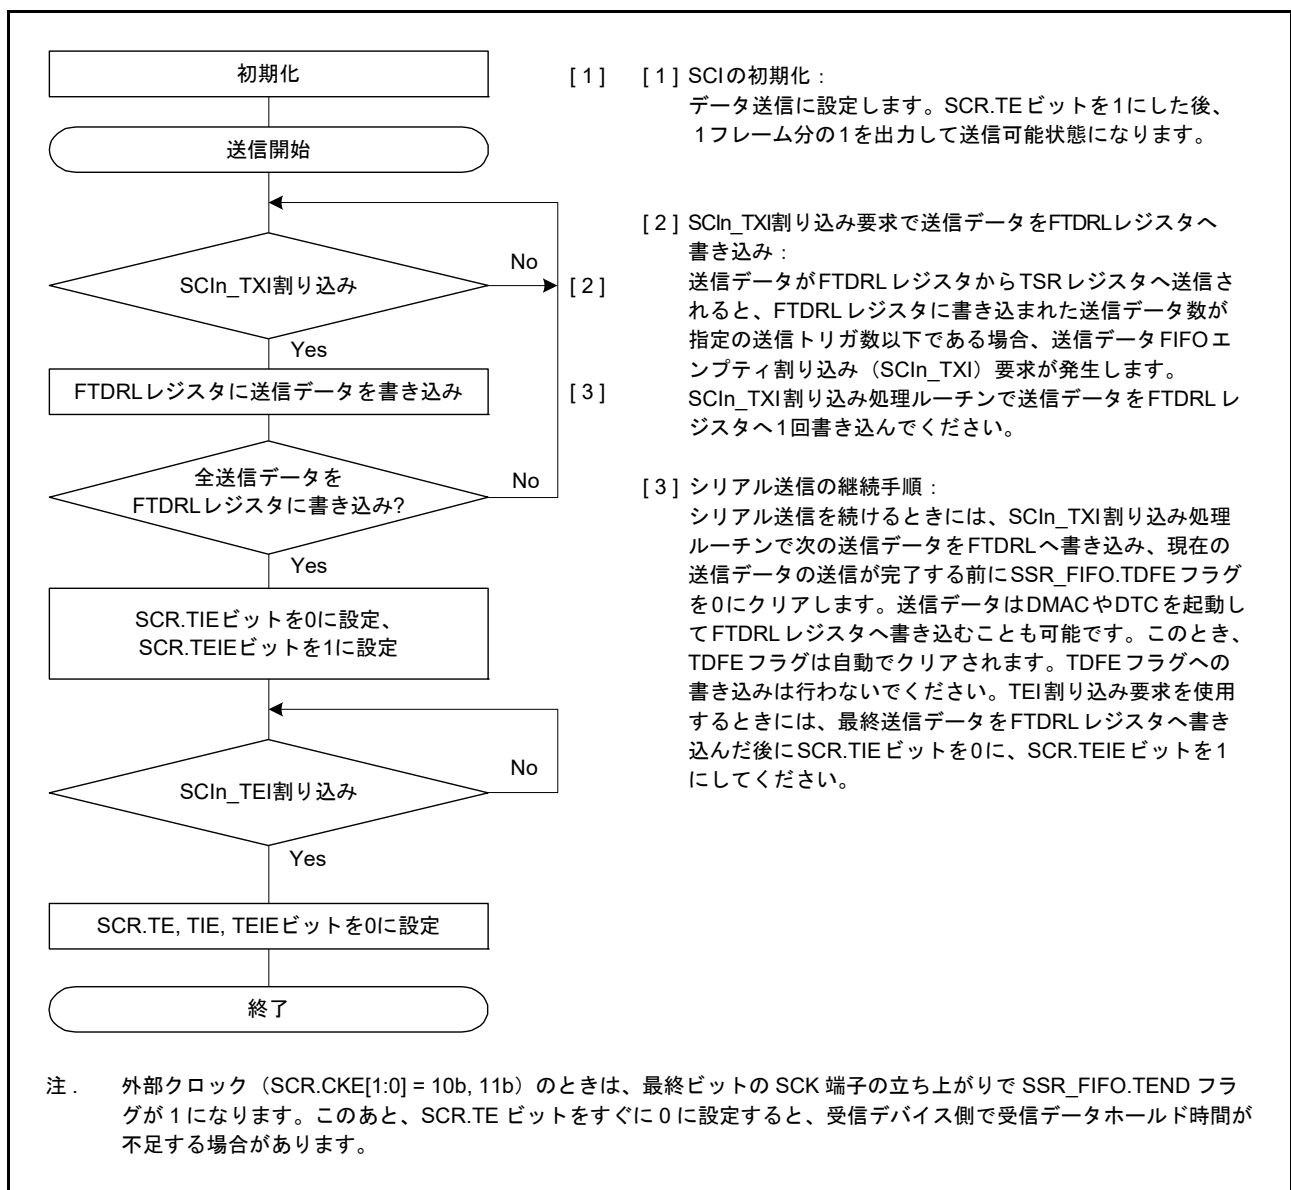 初期化
[ 1 ]
送信開始
SCIn_TXI割り込み
No
[ 2 ]
Yes
FTDRLレジスタに送信データを書き込み
[ 3 ]
全送信データを
FTDRLレジスタに書き込み?
No
Yes
SCR.TIEビットを0に設定、
SCR.TEIEビットを1に設定
SCIn_TEI割り込み
No
Yes
SCR.TE, TIE, TEIEビットを0に設定
終了
[ 1 ] SCIの初期化：
データ送信に設定します。SCR.TEビットを1にした後、
1フレーム分の1を出力して送信可能状態になります。
[ 2 ] SCIn_TXI割り込み要求で送信データをFTDRLレジスタへ
書き込み：
送信データがFTDRLレジスタからTSRレジスタへ送信さ
れると、FTDRLレジスタに書き込まれた送信データ数が
指定の送信トリガ数以下である場合、送信データFIFOエ
ンプティ割り込み（SCIn_TXI）要求が発生します。
SCIn_TXI割り込み処理ルーチンで送信データをFTDRLレ
ジスタへ1回書き込んでください。
[ 3 ] シリアル送信の継続手順：
シリアル送信を続けるときには、SCIn_TXI割り込み処理
ルーチンで次の送信データをFTDRLへ書き込み、現在の
送信データの送信が完了する前にSSR_FIFO.TDFEフラグ
を0にクリアします。送信データはDMACやDTCを起動し
てFTDRLレジスタへ書き込むことも可能です。このとき、
TDFEフラグは自動でクリアされます。TDFEフラグへの
書き込みは行わないでください。TEI割り込み要求を使用
するときには、最終送信データをFTDRLレジスタへ書き
込んだ後にSCR.TIEビットを0に、SCR.TEIEビットを1
にしてください。
注． 外部クロック（SCR.CKE[1:0] = 10b, 11b）のときは、最終ビットの SCK 端子の立ち上がりで SSR_FIFO.TEND フラ
グが 1 になります。このあと、SCR.TE ビットをすぐに 0 に設定すると、受信デバイス側で受信データホールド時間が
不足する場合があります。